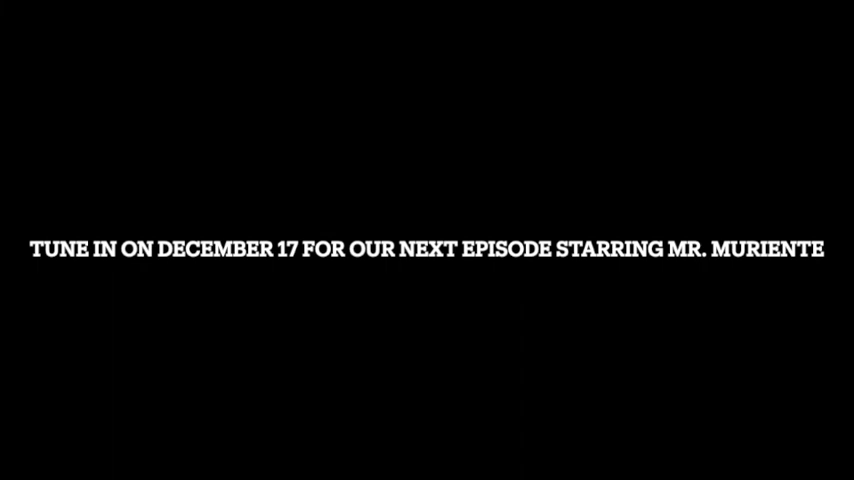 TUNE IN ON DECEMBER 17 FOR OUR NEXT EPISODE STARRING MR. MURIENTE